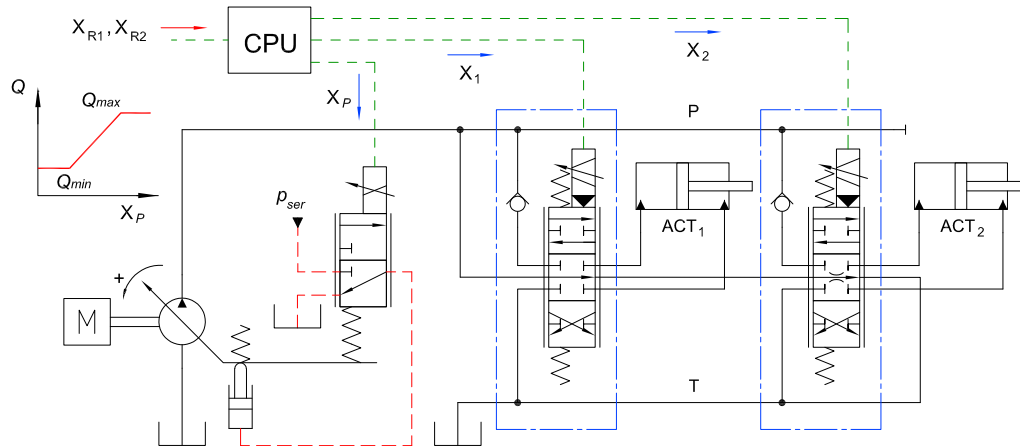 X_R1, X_R2
CPU
X_1
X_2
X_P
Q
Q_max
Q_min
X_P
P
p_ser
ACT_1
ACT_2
+
M
T